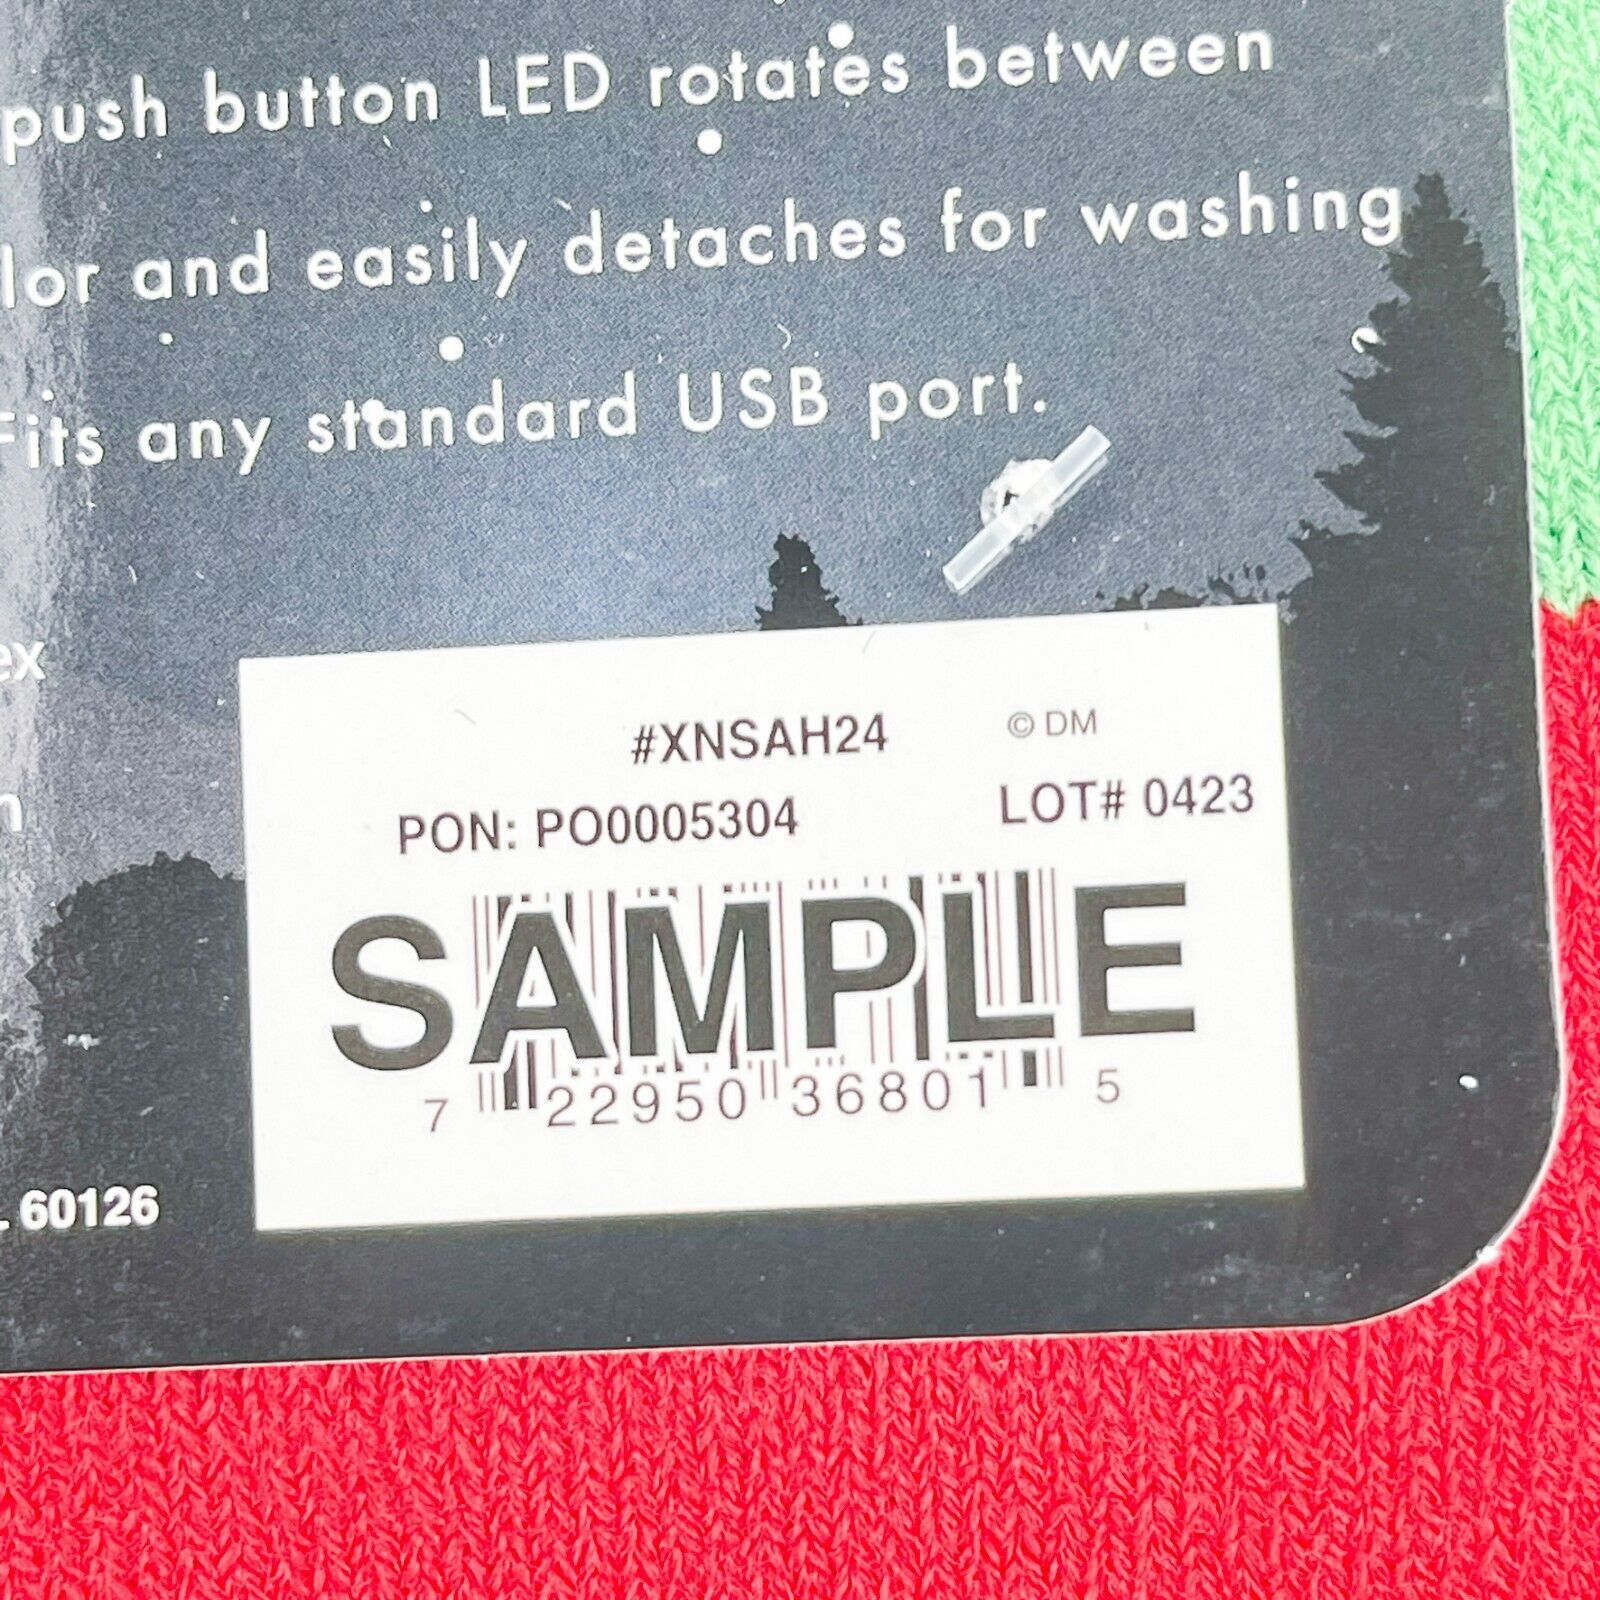 push button LED rotates between
lor and easily detaches for washing
Fits any standard USB port.
ex
n
#XNSAH24 © DM
PON: PO0005304 LOT# 0423
SAMPLE
7 22950 36801 5
. 60126